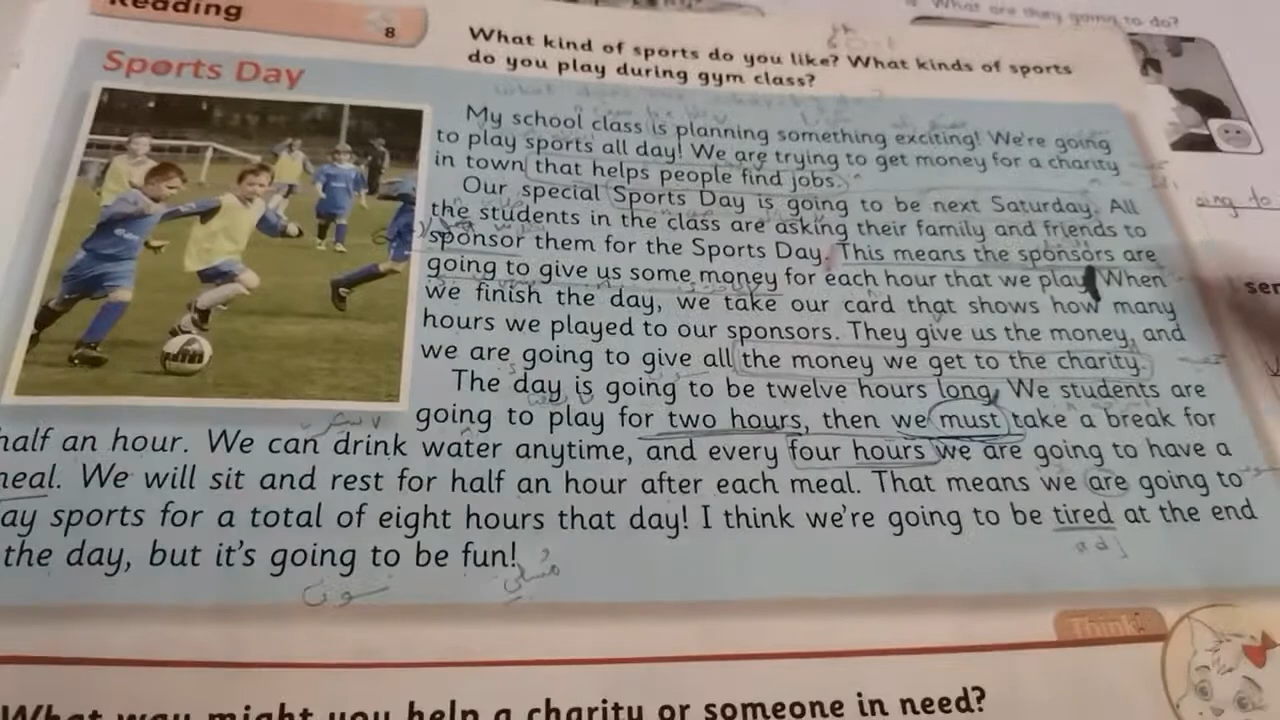 Reading
8
What are they going to do?
What kind of sports do you like? What kinds of sports
do you play during gym class?
Sports Day
My school class is planning something exciting! We're going
to play sports all day! We are trying to get money for a charity
in town that helps people find jobs.
Our special Sports Day is going to be next Saturday. All
the students in the class are asking their family and friends to
sponsor them for the Sports Day. This means the sponsors are
going to give us some money for each hour that we play. When
we finish the day, we take our card that shows how many
hours we played to our sponsors. They give us the money, and
we are going to give all the money we get to the charity.
The day is going to be twelve hours long. We students are
going to play for two hours, then we must take a break for
half an hour. We can drink water anytime, and every four hours we are going to have a
meal. We will sit and rest for half an hour after each meal. That means we are going to
ay sports for a total of eight hours that day! I think we're going to be tired at the end
the day, but it's going to be fun!
adj
سوف
مُسلي
Think!
What way might you help a charity or someone in need?